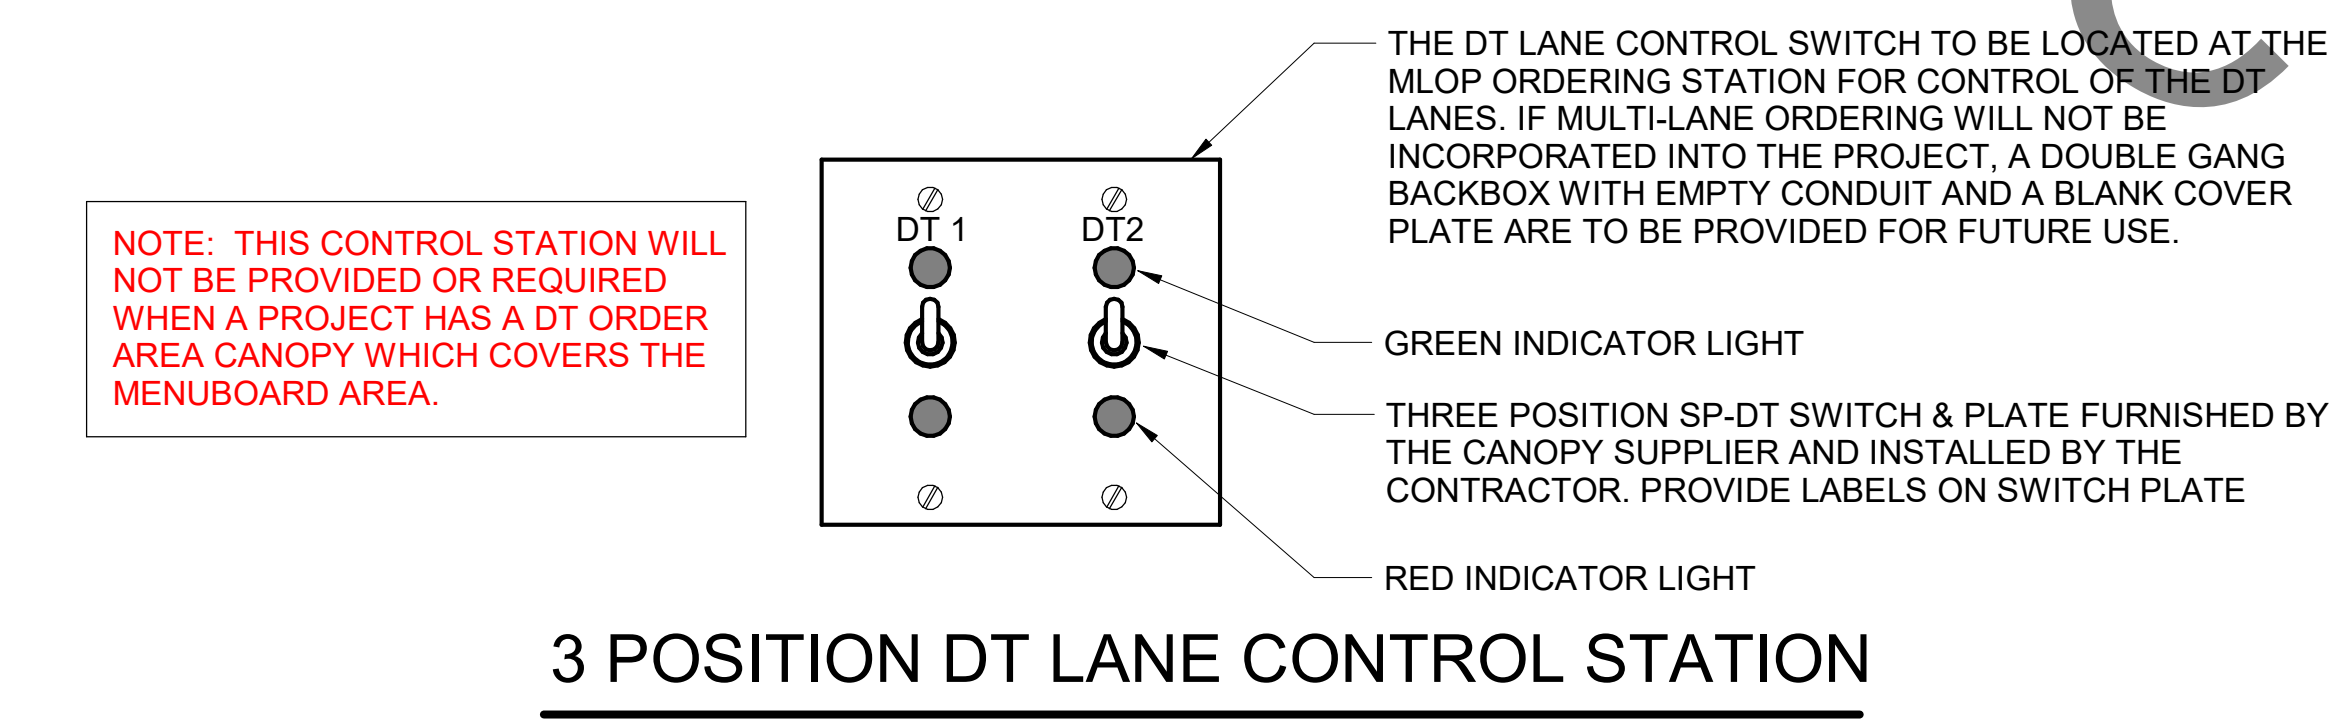 THE DT LANE CONTROL SWITCH TO BE LOCATED AT THE
MLOP ORDERING STATION FOR CONTROL OF THE DT
LANES. IF MULTI-LANE ORDERING WILL NOT BE
INCORPORATED INTO THE PROJECT, A DOUBLE GANG
BACKBOX WITH EMPTY CONDUIT AND A BLANK COVER
PLATE ARE TO BE PROVIDED FOR FUTURE USE.
NOTE: THIS CONTROL STATION WILL
NOT BE PROVIDED OR REQUIRED
WHEN A PROJECT HAS A DT ORDER
AREA CANOPY WHICH COVERS THE
MENUBOARD AREA.
DT 1
DT2
GREEN INDICATOR LIGHT
THREE POSITION SP-DT SWITCH & PLATE FURNISHED BY
THE CANOPY SUPPLIER AND INSTALLED BY THE
CONTRACTOR. PROVIDE LABELS ON SWITCH PLATE
RED INDICATOR LIGHT
3 POSITION DT LANE CONTROL STATION